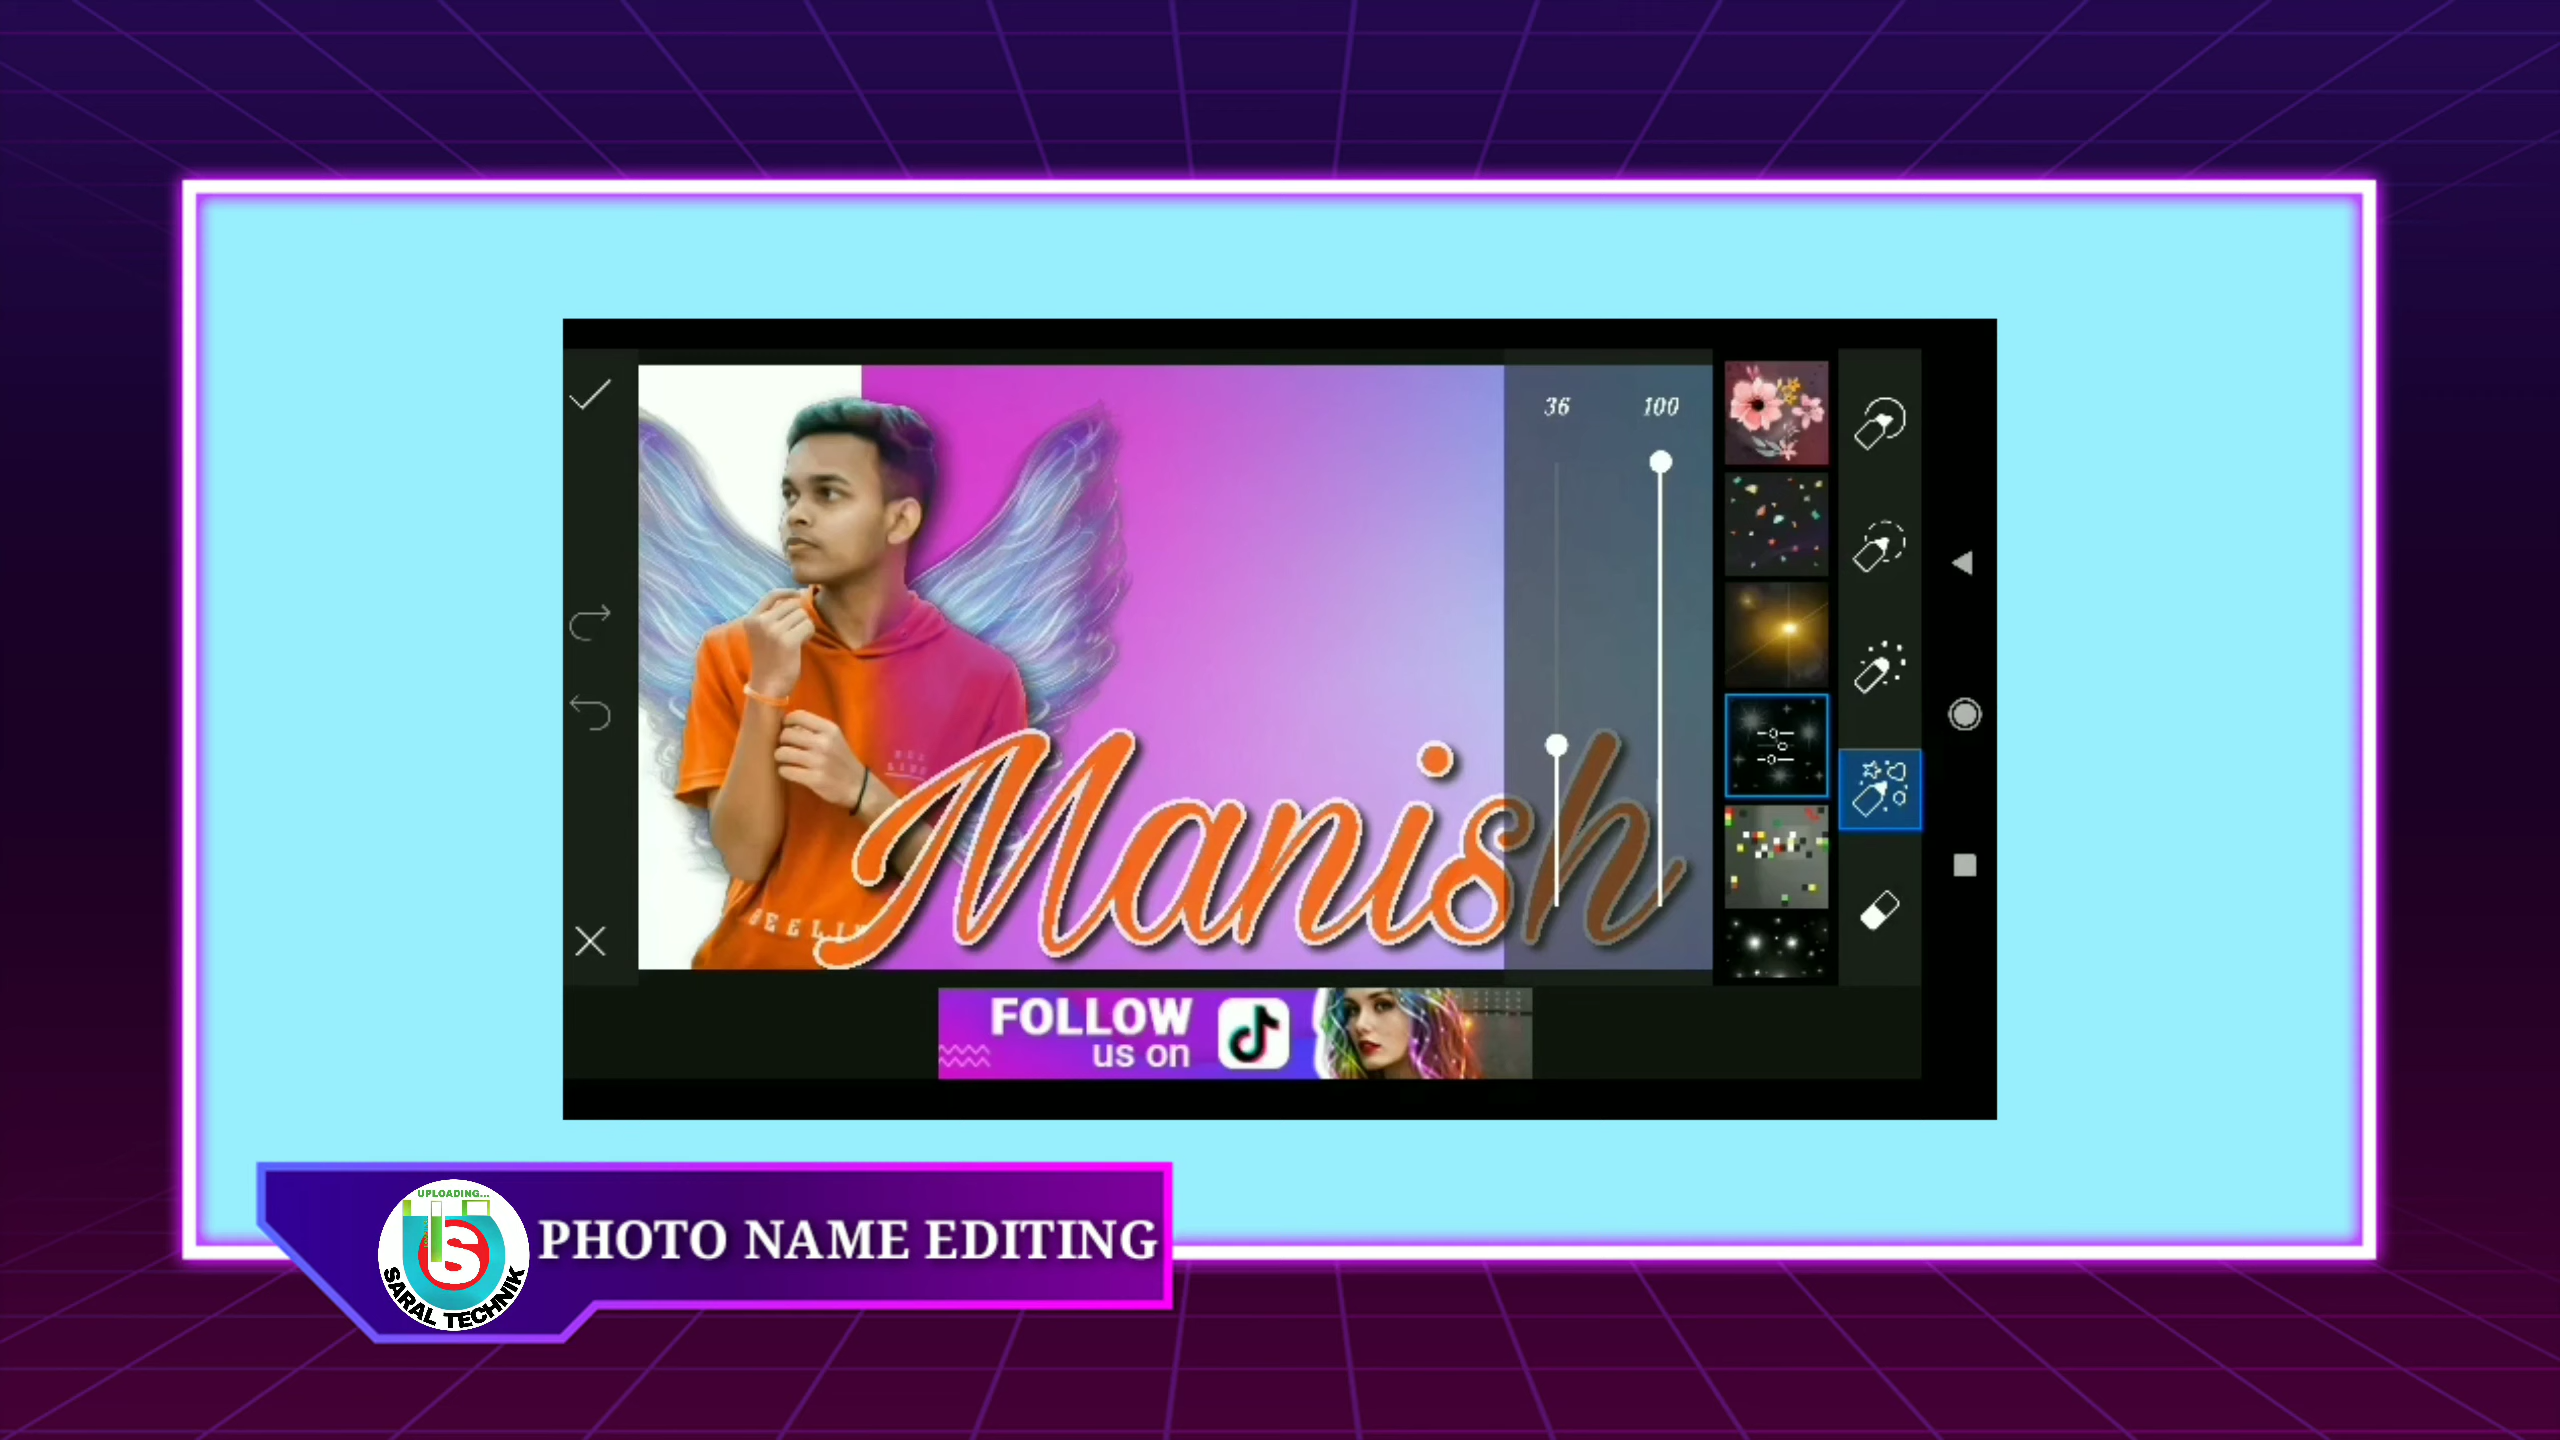 36 100
Manish
FOLLOW
us on
UPLOADING...
SARAL TECHNIK
PHOTO NAME EDITING